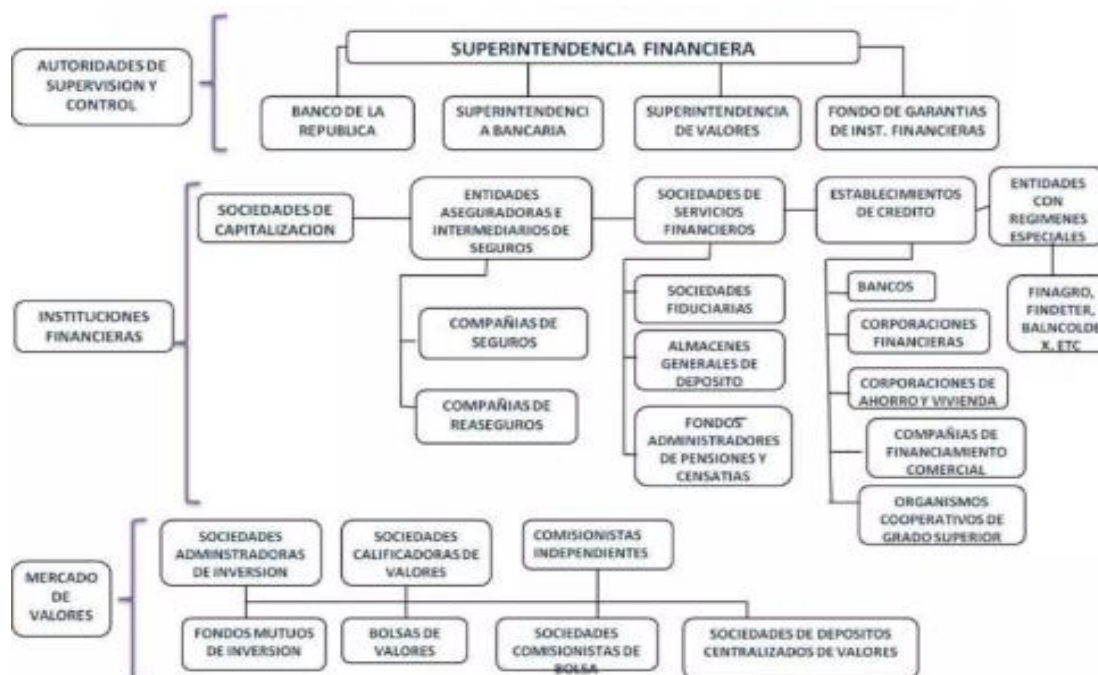 SUPERINTENDENCIA FINANCIERA
AUTORIDADES DE
SUPERVISION Y
CONTROL
BANCO DE LA
REPUBLICA
SUPERINTENDENCI
A BANCARIA
SUPERINTENDENCIA
DE VALORES
FONDO DE GARANTIAS
DE INST. FINANCIERAS
INSTITUCIONES
FINANCIERAS
SOCIEDADES DE
CAPITALIZACION
ENTIDADES
ASEGURADORAS E
INTERMEDIARIOS DE
SEGUROS
COMPAÑIAS DE
SEGUROS
COMPAÑIAS DE
REASEGUROS
SOCIEDADES DE
SERVICIOS
FINANCIEROS
SOCIEDADES
FIDUCIARIAS
ALMACENES
GENERALES DE
DEPOSITO
FONDOS
ADMINISTRADORES
DE PENSIONES Y
CENSATIAS
ESTABLECIMIENTOS
DE CREDITO
BANCOS
CORPORACIONES
FINANCIERAS
CORPORACIONES DE
AHORRO Y VIVIENDA
COMPAÑIAS DE
FINANCIAMIENTO
COMERCIAL
ORGANISMOS
COOPERATIVOS DE
GRADO SUPERIOR
ENTIDADES
CON
REGIMENES
ESPECIALES
FINAGRO,
FINDETER,
BALNCOLDE
X. ETC
MERCADO
DE
VALORES
SOCIEDADES
ADMINSTRADORAS
DE INVERSION
SOCIEDADES
CALIFICADORAS DE
VALORES
COMISIONISTAS
INDEPENDIENTES
FONDOS MUTUOS
DE INVERSION
BOLSAS DE
VALORES
SOCIEDADES
COMISIONISTAS DE
BOLSA
SOCIEDADES DE DEPOSITOS
CENTRALIZADOS DE VALORES